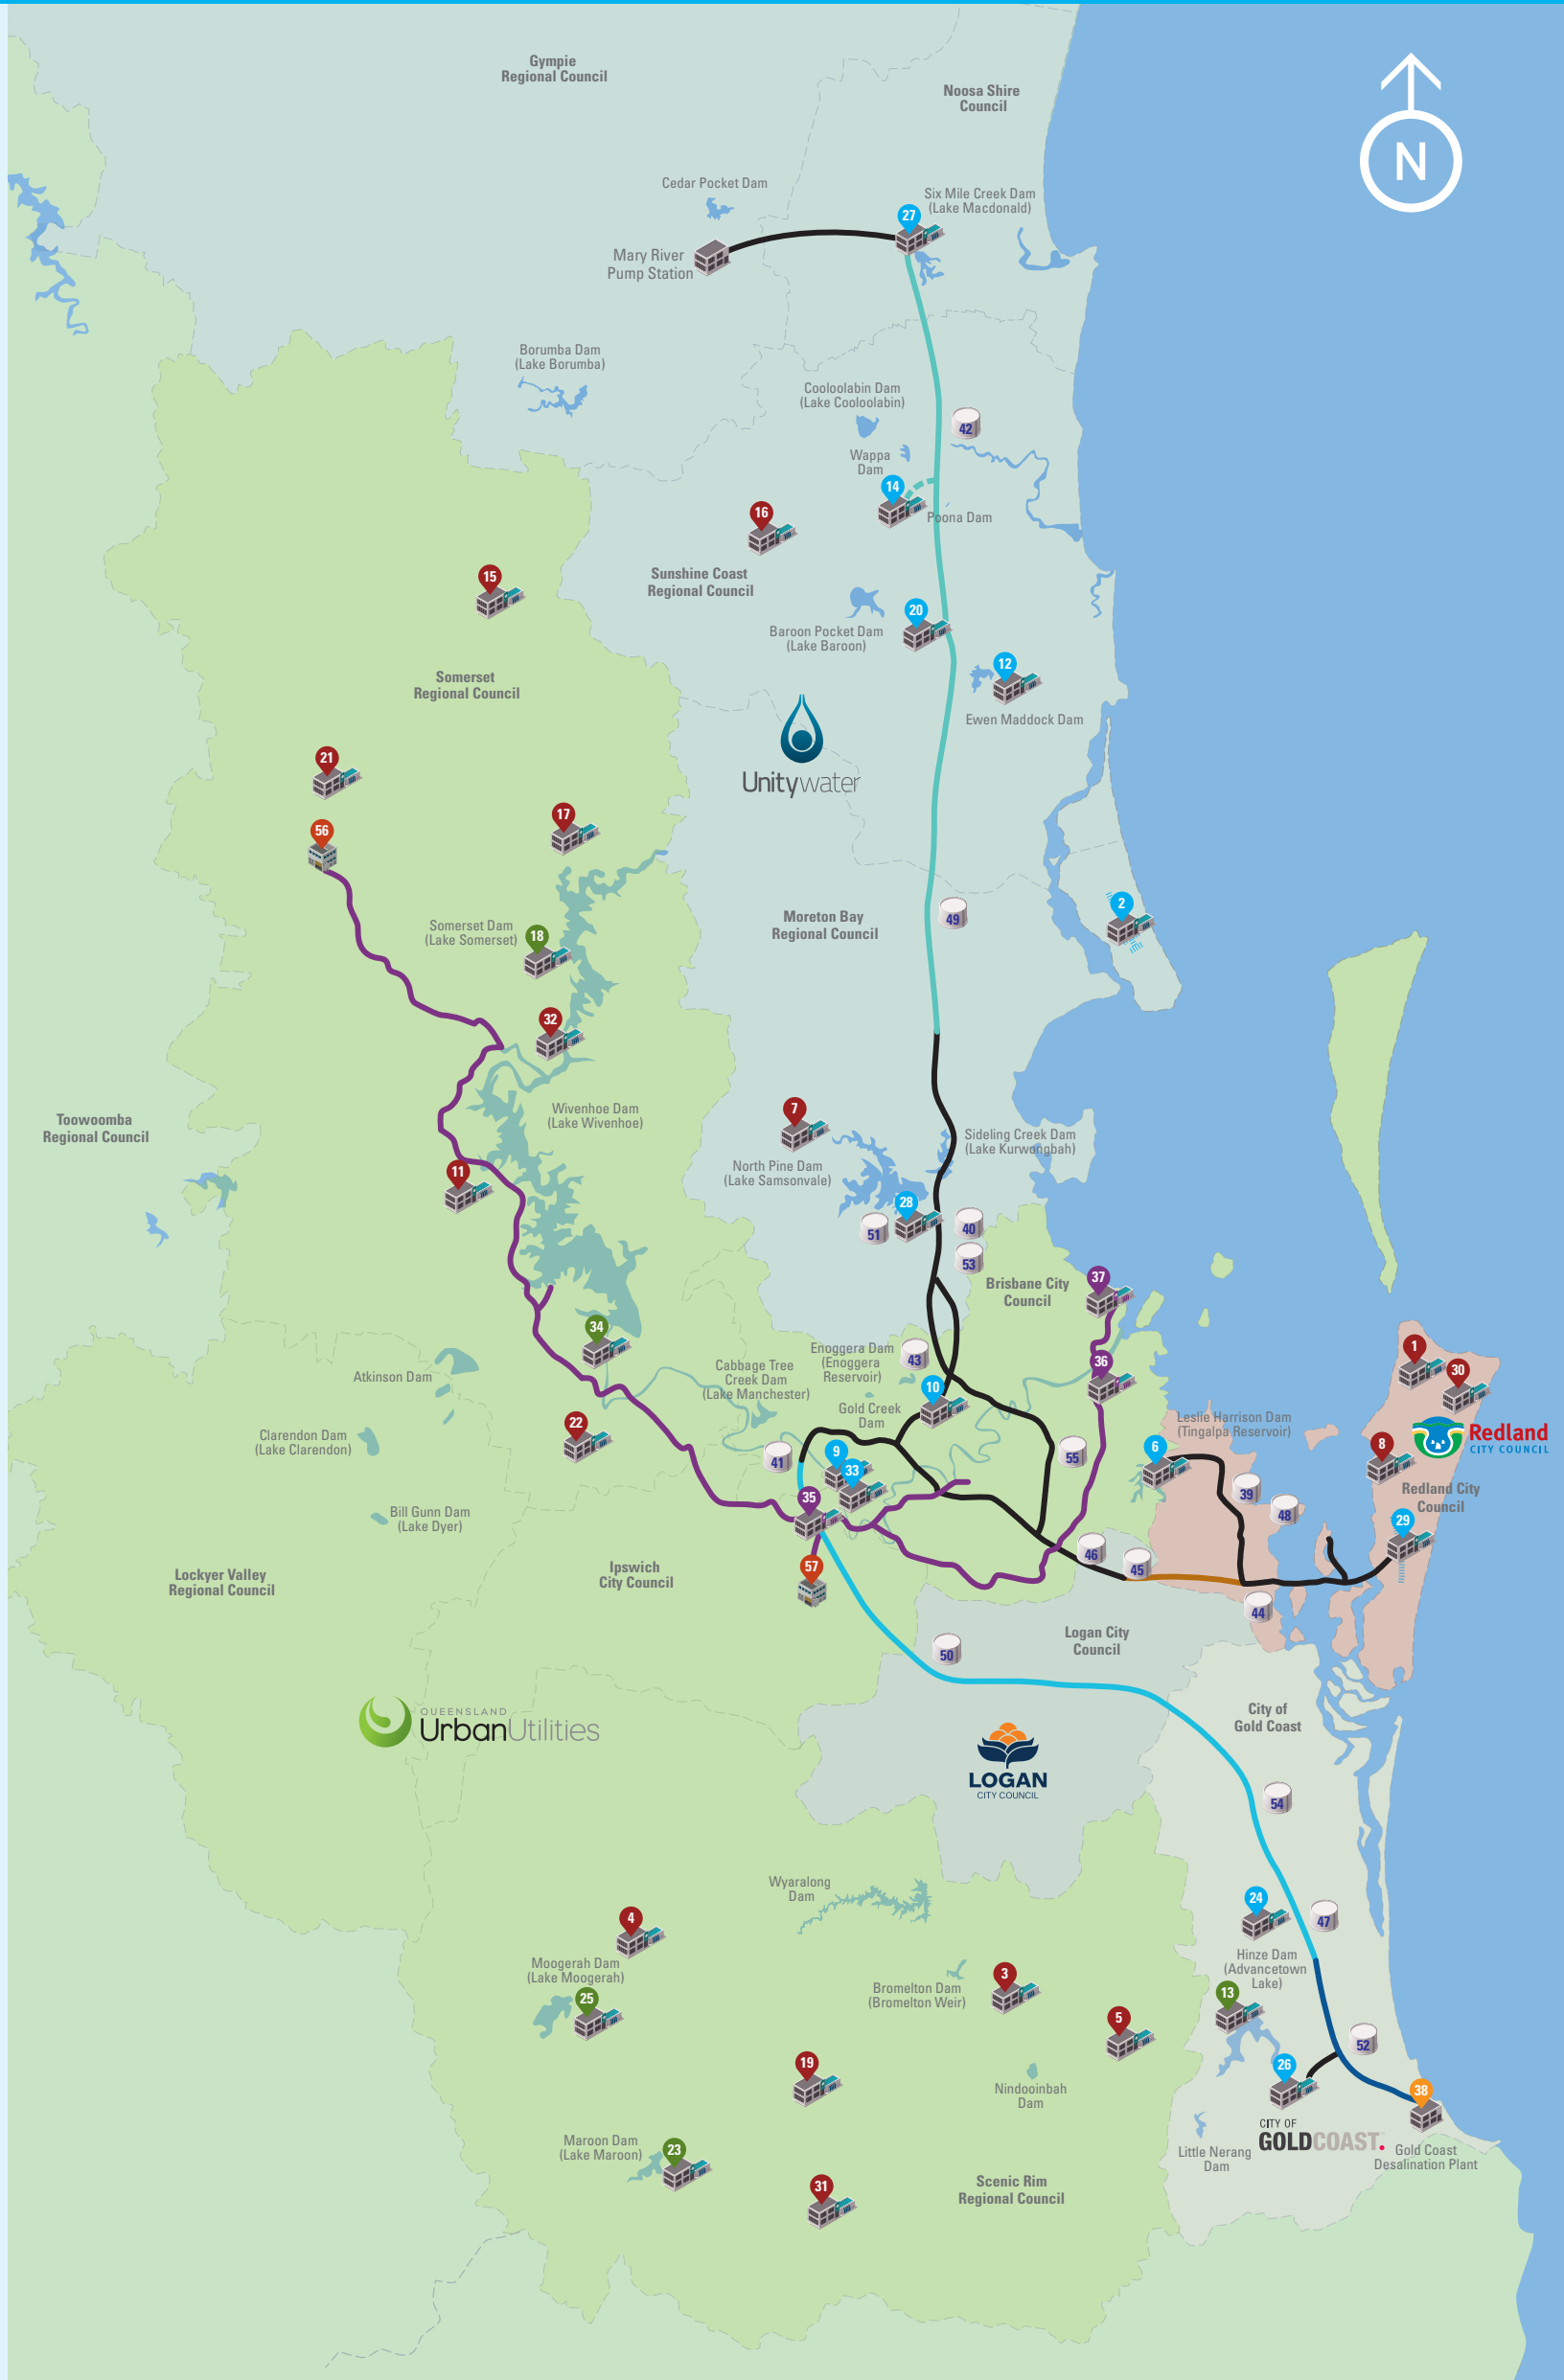 Gympie
Regional Council
Noosa Shire
Council
N
Cedar Pocket Dam
Six Mile Creek Dam
(Lake Macdonald)
27
Mary River
Pump Station
Borumba Dam
(Lake Borumba)
Cooloolabin Dam
(Lake Cooloolabin)
42
Wappa
Dam
14
Poona Dam
16
Sunshine Coast
Regional Council
15
20
Baroon Pocket Dam
(Lake Baroon)
12
Ewen Maddock Dam
Somerset
Regional Council
Unitywater
21
17
56
2
49
Moreton Bay
Regional Council
Somerset Dam
(Lake Somerset)
18
32
Wivenhoe Dam
(Lake Wivenhoe)
7
Toowoomba
Regional Council
Sideling Creek Dam
(Lake Kurwongbah)
North Pine Dam
(Lake Samsonvale)
11
28
51
40
53
Brisbane City
Council
37
34
Enoggera Dam
(Enoggera
Reservoir)
43
36
1
30
Cabbage Tree
Creek Dam
(Lake Manchester)
Atkinson Dam
10
Gold Creek
Dam
Leslie Harrison Dam
(Tingalpa Reservoir)
22
Clarendon Dam
(Lake Clarendon)
41
9
33
55
6
8
Redland
CITY COUNCIL
Redland City
Council
39
48
35
29
Bill Gunn Dam
(Lake Dyer)
57
46
45
Ipswich
City Council
Lockyer Valley
Regional Council
44
50
Logan City
Council
QUEENSLAND
UrbanUtilities
City of
Gold Coast
LOGAN
CITY COUNCIL
54
Wyaralong
Dam
24
47
4
Moogerah Dam
(Lake Moogerah)
25
Hinze Dam
(Advancetown
Lake)
Bromelton Dam
(Bromelton Weir)
3
13
5
52
19
26
Nindooinbah
Dam
38
CITY OF
GOLDCOAST.
Maroon Dam
(Lake Maroon)
23
Little Nerang
Dam
Gold Coast
Desalination Plant
31
Scenic Rim
Regional Council